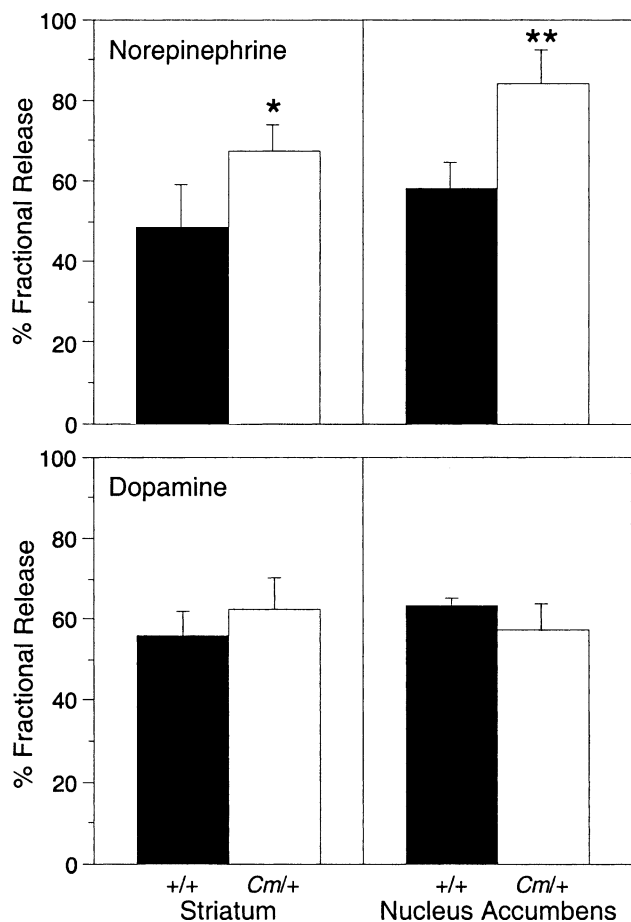 Norepinephrine
% Fractional Release
100
80
60
40
20
0
*
**
Dopamine
% Fractional Release
100
80
60
40
20
0
+/+ Cm/+ +/+ Cm/+
Striatum Nucleus Accumbens